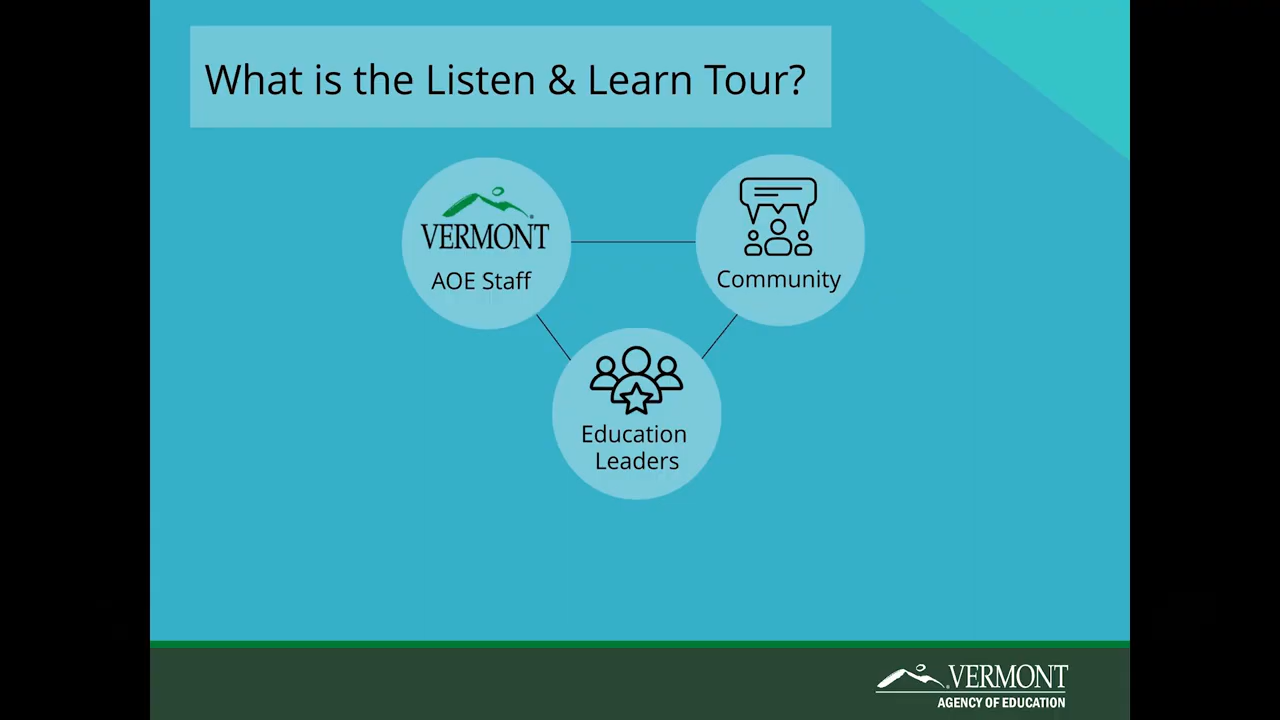 What is the Listen & Learn Tour?
VERMONT
AOE Staff
Community
Education
Leaders
VERMONT
AGENCY OF EDUCATION